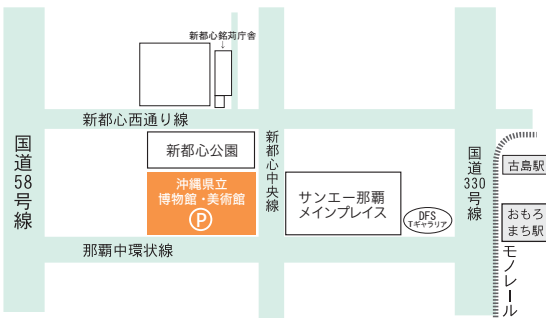 新都心銘苅庁舎
↓
新都心西通り線
国道58号線
新都心公園
新都心中央線
沖縄県立
博物館・美術館
P
サンエー那覇
メインプレイス
DFS
Tギャラリア
国道330号線
古島駅
おもろ
まち駅
モノレール
那覇中環状線